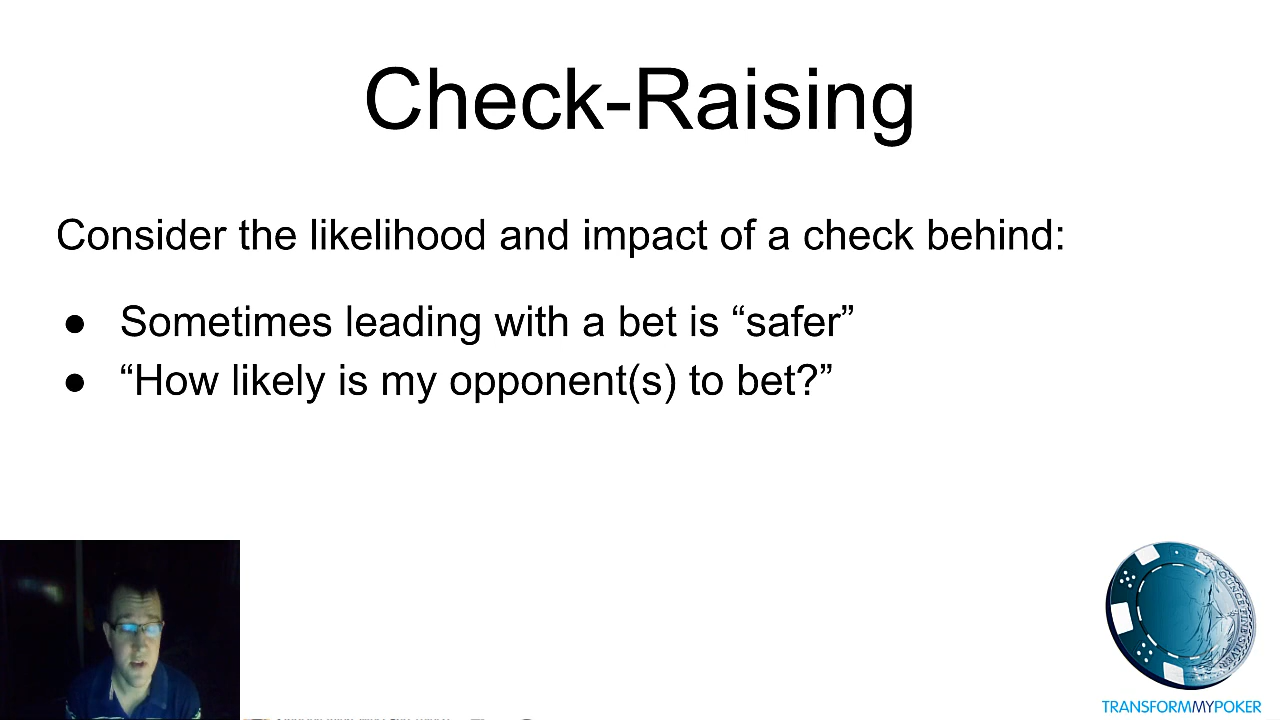 Check-Raising
Consider the likelihood and impact of a check behind:
● Sometimes leading with a bet is “safer”
● “How likely is my opponent(s) to bet?”
TRANSFORMMYPOKER